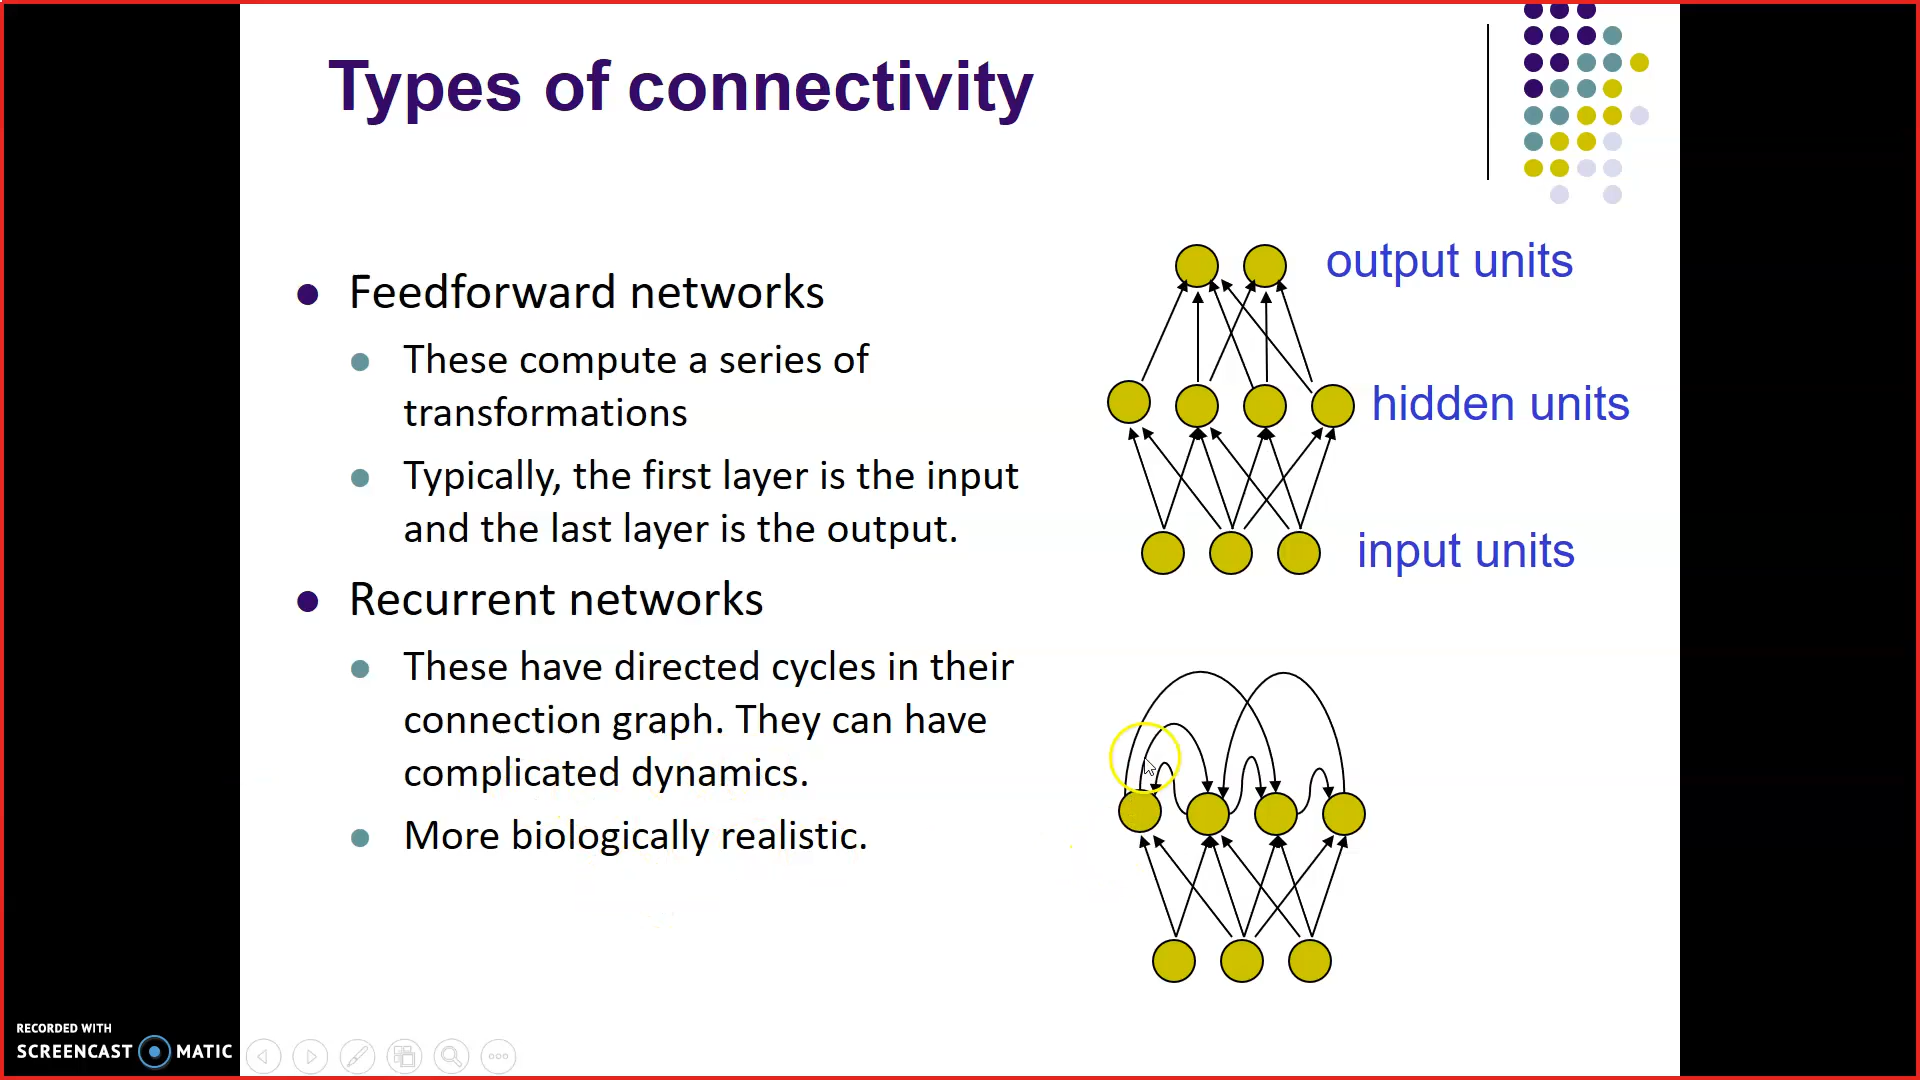 Types of connectivity
Feedforward networks
These compute a series of
transformations
Typically, the first layer is the input
and the last layer is the output.
Recurrent networks
These have directed cycles in their
connection graph. They can have
complicated dynamics.
More biologically realistic.
output units
hidden units
input units
RECORDED WITH
SCREENCAST MATIC